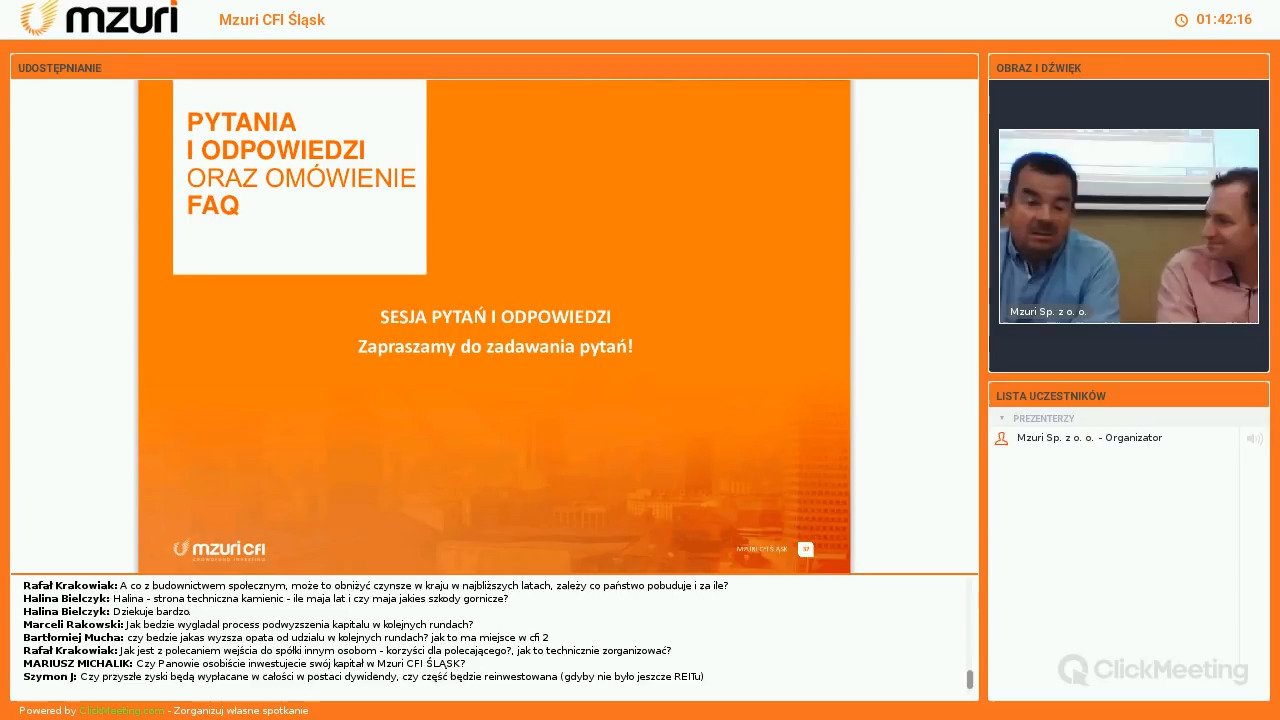 mzuri
Mzuri CFI Śląsk
01:42:16
UDOSTĘPNIANIE
OBRAZ I DŹWIĘK
PYTANIA
I ODPOWIEDZI
ORAZ OMÓWIENIE
FAQ
SESJA PYTAŃ I ODPOWIEDZI
Zapraszamy do zadawania pytań!
mzuri CFI
CROWDFUND INVESTING
MZURI CFI ŚLĄSK
37
Mzuri Sp. z o. o.
LISTA UCZESTNIKÓW
PREZENTERZY
Mzuri Sp. z o. o. - Organizator
Rafał Krakowiak: A co z budownictwem społecznym, może to obniżyć czynsze w kraju w najbliższych latach, zależy co państwo pobuduje i za ile?
Halina Bielczyk: Halina - strona techniczna kamienic - ile maja lat i czy maja jakies szkody gornicze?
Halina Bielczyk: Dziekuje bardzo.
Marceli Rakowski: Jak bedzie wygladal process podwyzszenia kapitalu w kolejnych rundach?
Bartłomiej Mucha: czy bedzie jakas wyzsza opata od udzialu w kolejnych rundach? jak to ma miejsce w cfi 2
Rafał Krakowiak: Jak jest z polecaniem wejścia do spółki innym osobom - korzyści dla polecającego?, jak to technicznie zorganizować?
MARIUSZ MICHALIK: Czy Panowie osobiście inwestujecie swój kapitał w Mzuri CFI ŚLĄSK?
Szymon J: Czy przyszłe zyski będą wypłacane w całości w postaci dywidendy, czy część będzie reinwestowana (gdyby nie było jeszcze REITu)
ClickMeeting
Powered by ClickMeeting.com - Zorganizuj własne spotkanie